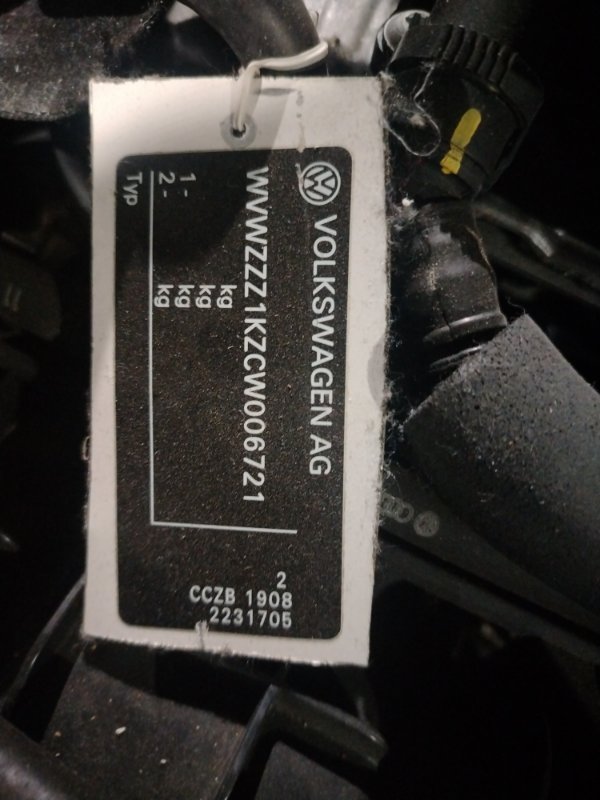 VOLKSWAGEN AG
WVWZZZ1KZCW006721
kg
kg
1 - kg
2 - kg
Typ
2
CCZB 1908
2231705